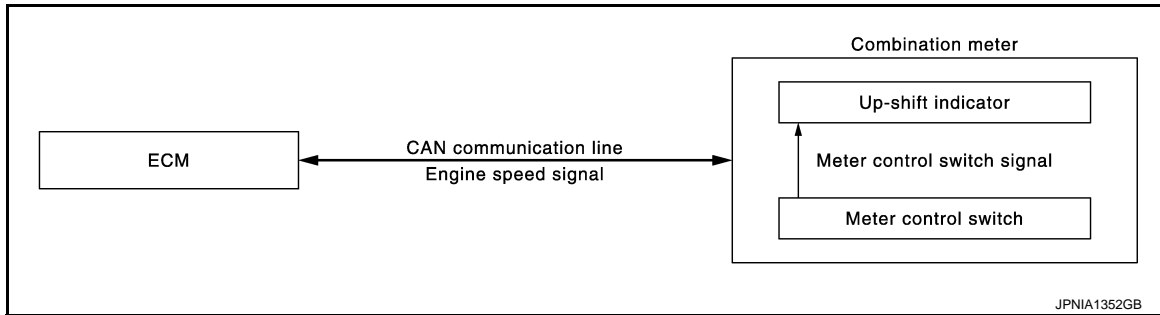 Combination meter
Up-shift indicator
ECM
CAN communication line
Engine speed signal
Meter control switch signal
Meter control switch
JPNIA1352GB